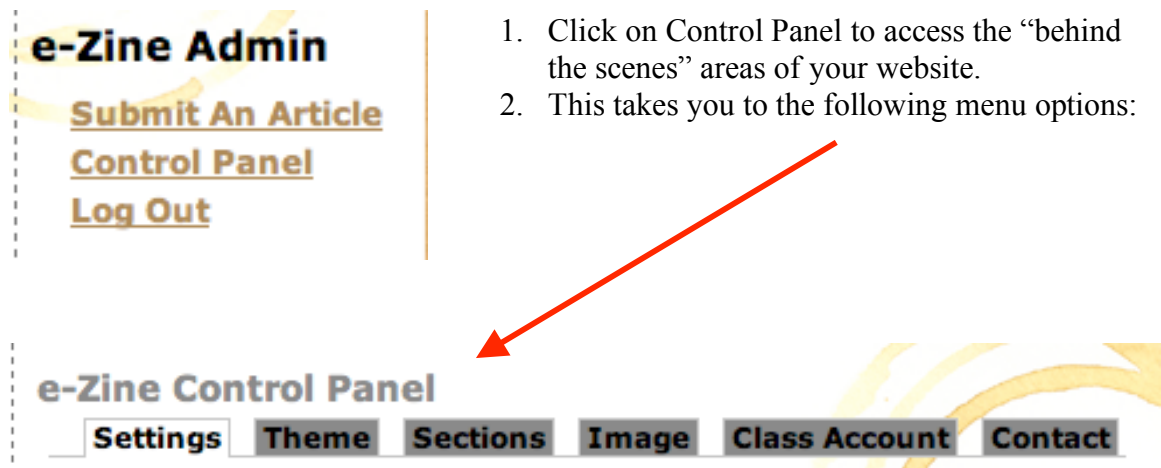 e-Zine Admin
Submit An Article
Control Panel
Log Out
1. Click on Control Panel to access the “behind
the scenes” areas of your website.
2. This takes you to the following menu options:
e-Zine Control Panel
Settings Theme Sections Image Class Account Contact